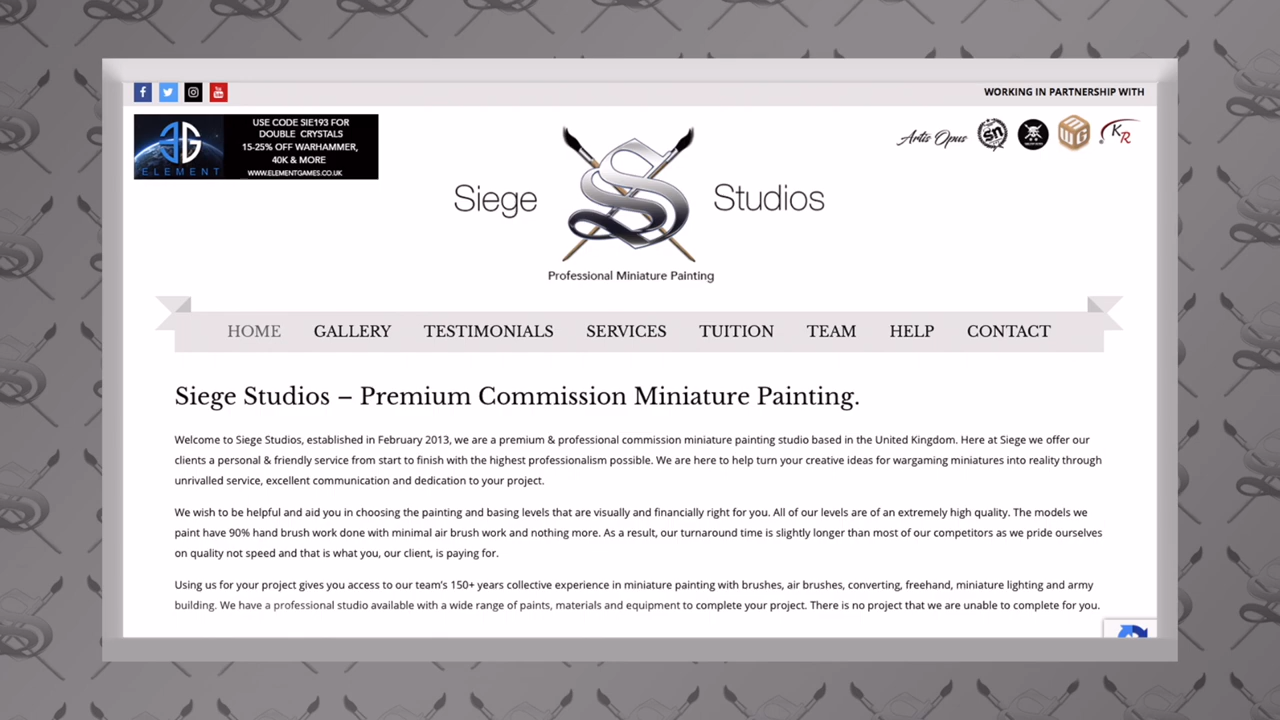 WORKING IN PARTNERSHIP WITH
USE CODE SIE193 FOR
DOUBLE CRYSTALS
15-25% OFF WARHAMMER,
40K & MORE
WWW.ELEMENTGAMES.CO.UK
ELEMENT
Artis Opus
KR
Siege Studios
Professional Miniature Painting
HOME GALLERY TESTIMONIALS SERVICES TUITION TEAM HELP CONTACT
Siege Studios – Premium Commission Miniature Painting.
Welcome to Siege Studios, established in February 2013, we are a premium & professional commission miniature painting studio based in the United Kingdom. Here at Siege we offer our
clients a personal & friendly service from start to finish with the highest professionalism possible. We are here to help turn your creative ideas for wargaming miniatures into reality through
unrivalled service, excellent communication and dedication to your project.
We wish to be helpful and aid you in choosing the painting and basing levels that are visually and financially right for you. All of our levels are of an extremely high quality. The models we
paint have 90% hand brush work done with minimal air brush work and nothing more. As a result, our turnaround time is slightly longer than most of our competitors as we pride ourselves
on quality not speed and that is what you, our client, is paying for.
Using us for your project gives you access to our team's 150+ years collective experience in miniature painting with brushes, air brushes, converting, freehand, miniature lighting and army
building. We have a professional studio available with a wide range of paints, materials and equipment to complete your project. There is no project that we are unable to complete for you.